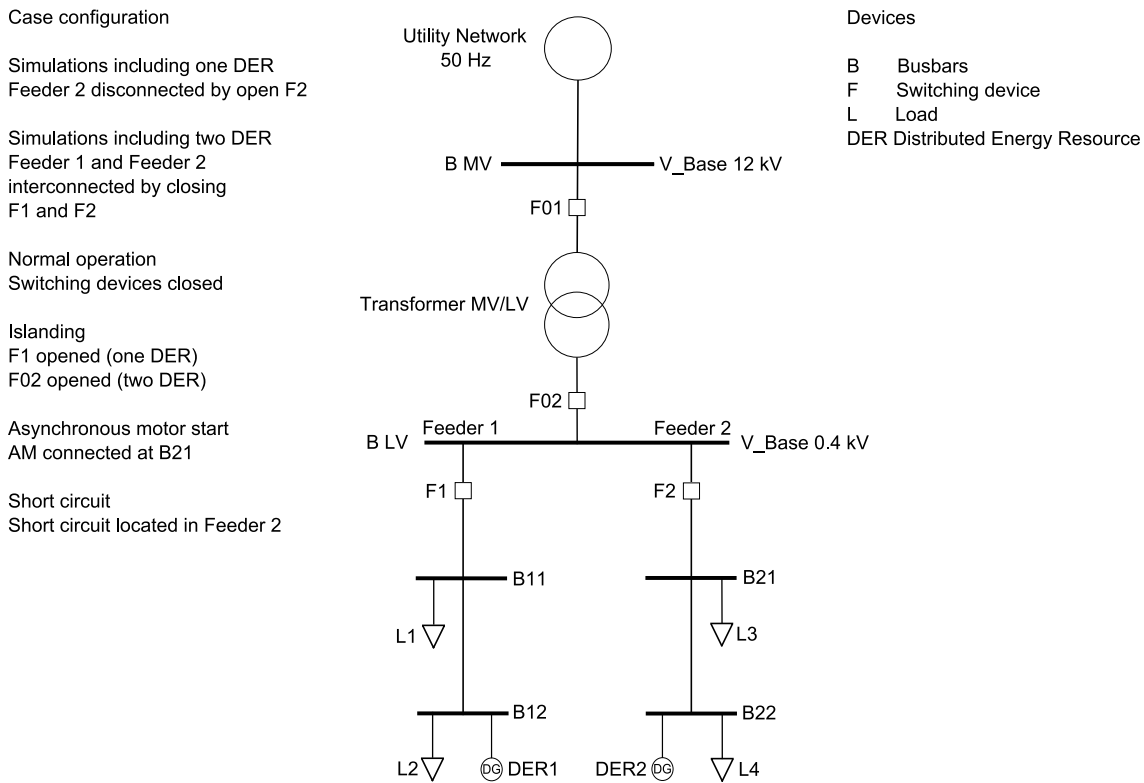 Case configuration
Simulations including one DER
Feeder 2 disconnected by open F2
Simulations including two DER
Feeder 1 and Feeder 2
interconnected by closing
F1 and F2
Normal operation
Switching devices closed
Islanding
F1 opened (one DER)
F02 opened (two DER)
Asynchronous motor start
AM connected at B21
Short circuit
Short circuit located in Feeder 2
Utility Network
50 Hz
B MV
V_Base 12 kV
F01
Transformer MV/LV
F02
Feeder 1
Feeder 2
B LV
V_Base 0.4 kV
F1
F2
B11
B21
L1
L3
B12
B22
L2
DG
DER1
DER2
DG
L4
Devices
B Busbars
F Switching device
L Load
DER Distributed Energy Resource